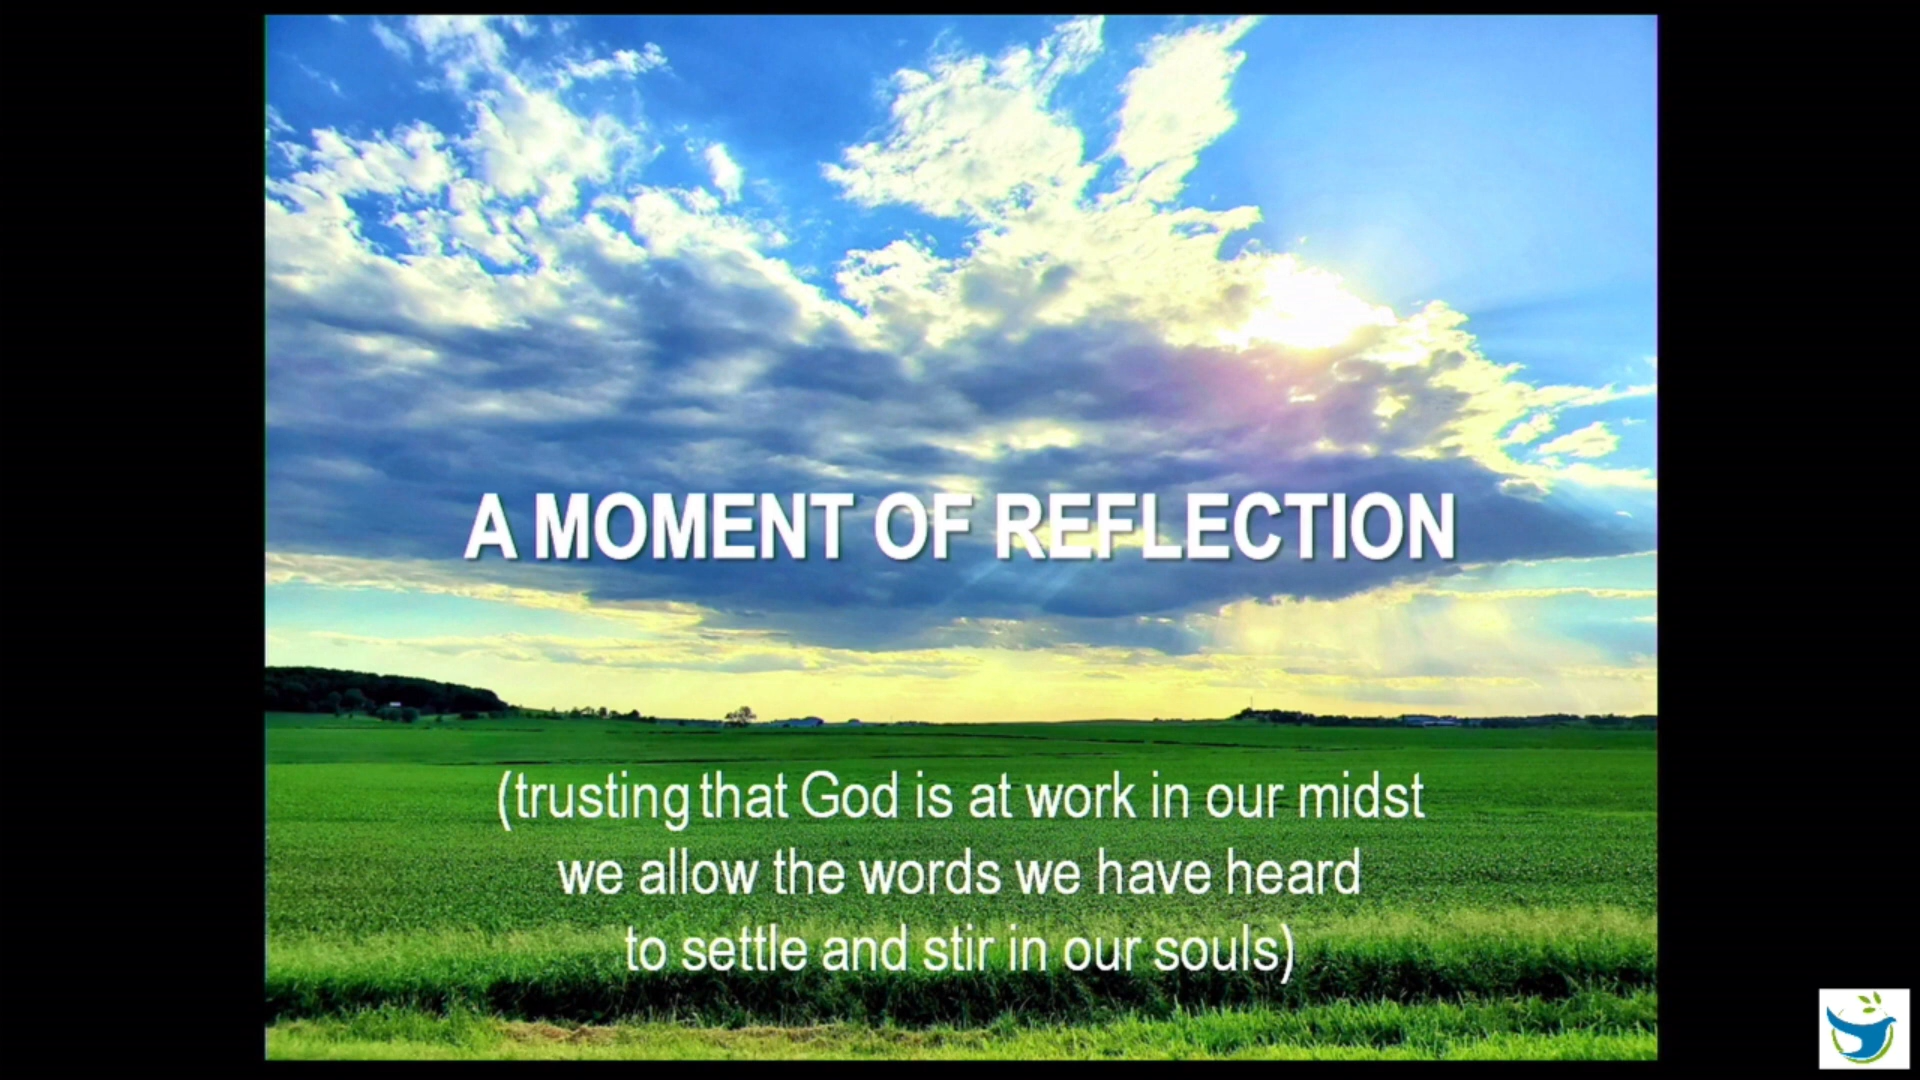 A MOMENT OF REFLECTION
(trusting that God is at work in our midst
we allow the words we have heard
to settle and stir in our souls)